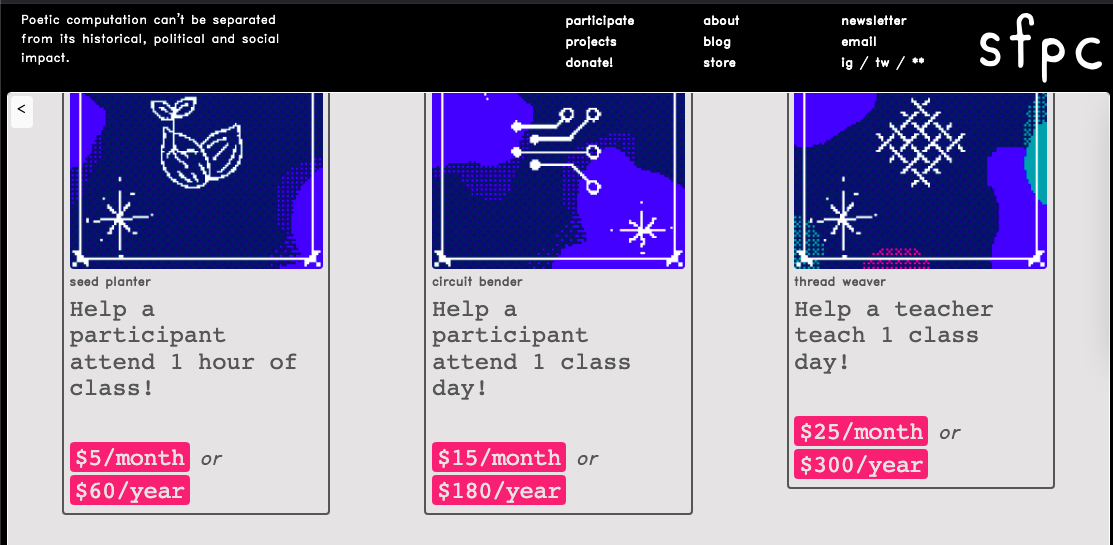 Poetic computation can't be separated
from its historical, political and social
impact.
participate
projects
donate!
about
blog
store
newsletter
email
ig / tw / **
sfpc
<
seed planter
Help a
participant
attend 1 hour of
class!
$5/month or
$60/year
circuit bender
Help a
participant
attend 1 class
day!
$15/month or
$180/year
thread weaver
Help a teacher
teach 1 class
day!
$25/month or
$300/year